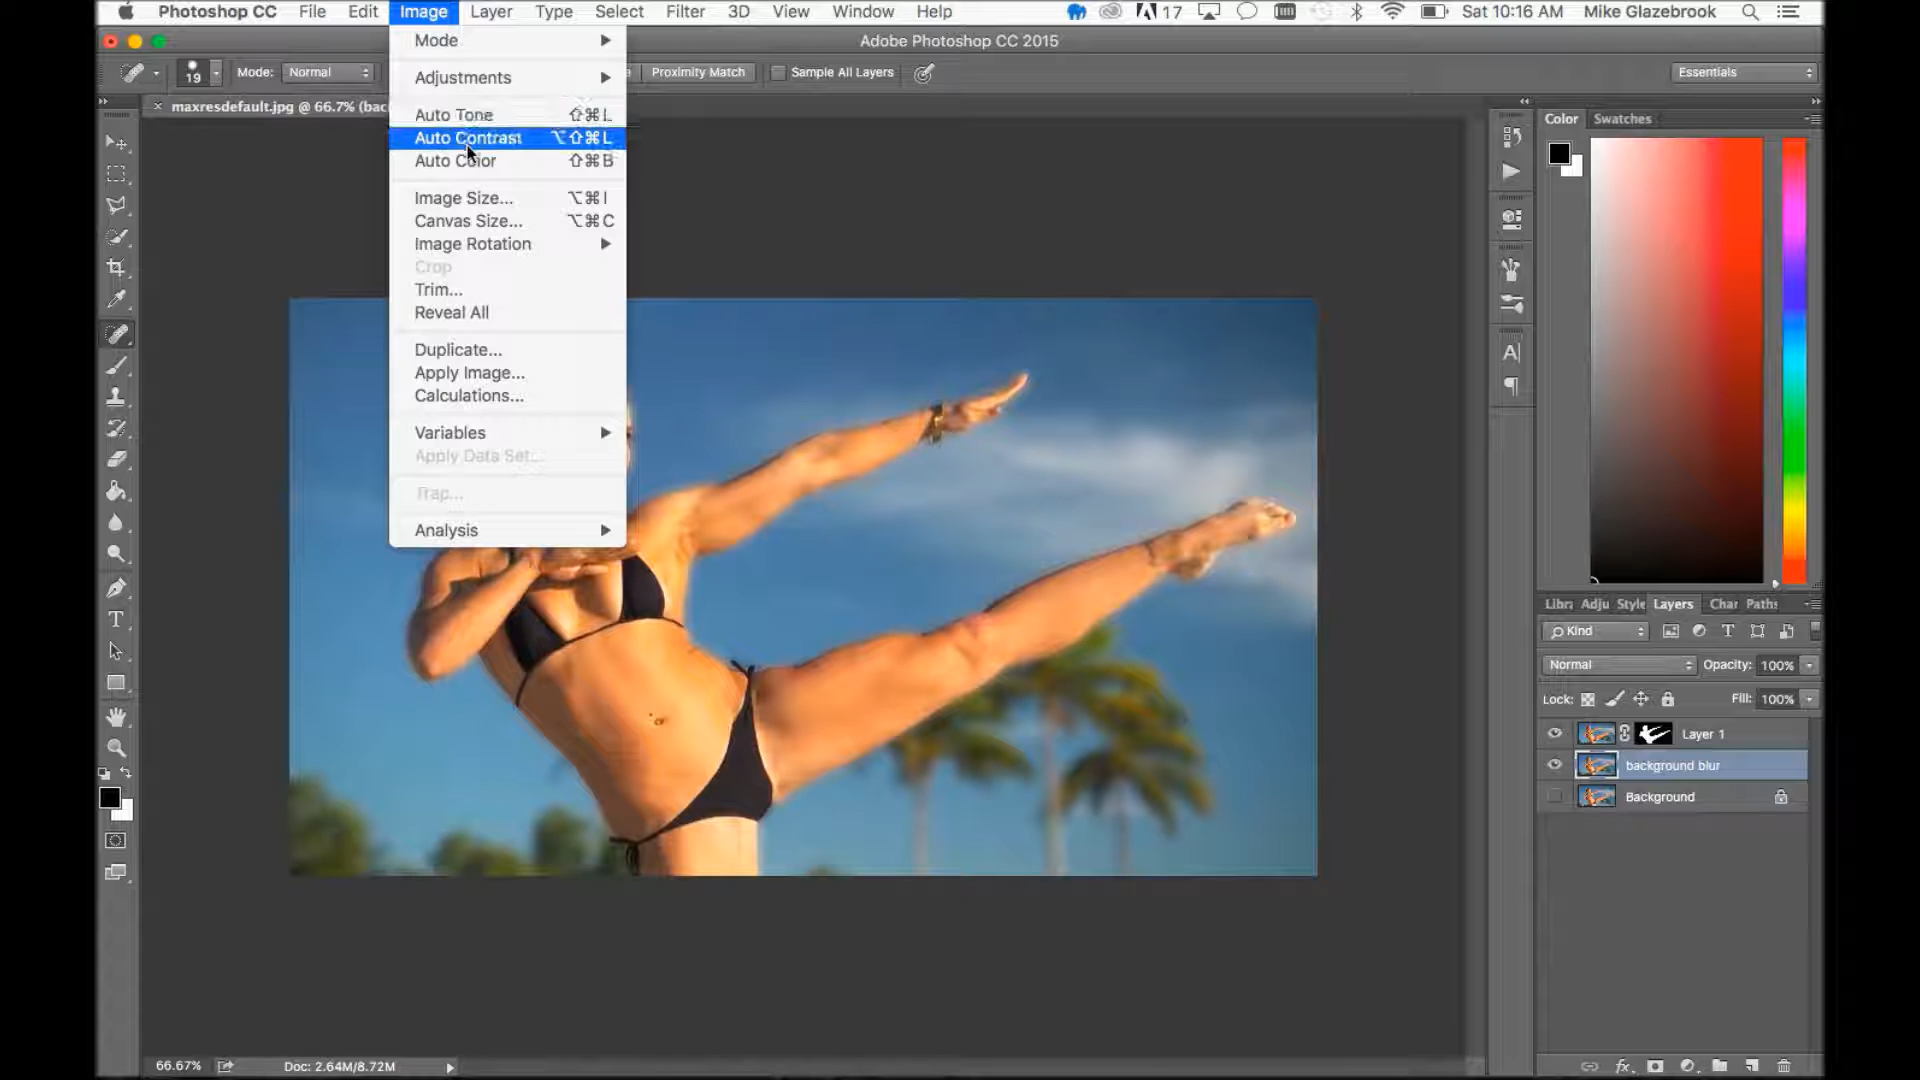 Photoshop CC File Edit Image Layer Type Select Filter 3D View Window Help 17 Sat 10:16 AM Mike Glazebrook
Adobe Photoshop CC 2015
19 Mode: Normal Proximity Match Sample All Layers Essentials
maxresdefault.jpg @ 66.7% (bac
Mode
Adjustments
Auto Tone ⇧⌘L
Auto Contrast ⌥⇧⌘L
Auto Color ⇧⌘B
Image Size... ⌥⌘I
Canvas Size... ⌥⌘C
Image Rotation
Crop
Trim...
Reveal All
Duplicate...
Apply Image...
Calculations...
Variables
Apply Data Set...
Trap...
Analysis
Color Swatches
Libra Adju Style Layers Char Paths
Kind
Normal Opacity: 100%
Lock: Fill: 100%
Layer 1
background blur
Background
66.67% Doc: 2.64M/8.72M